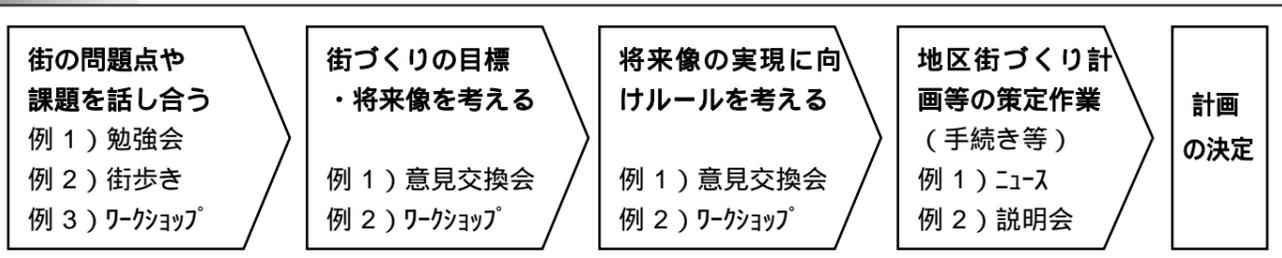 街の問題点や
課題を話し合う
例1）勉強会
例2）街歩き
例3）ﾜｰｸｼｮｯﾌﾟ
街づくりの目標
・将来像を考える
例1）意見交換会
例2）ﾜｰｸｼｮｯﾌﾟ
将来像の実現に向
けルールを考える
例1）意見交換会
例2）ﾜｰｸｼｮｯﾌﾟ
地区街づくり計
画等の策定作業
（手続き等）
例1）ﾆｭｰｽ
例2）説明会
計画
の決定